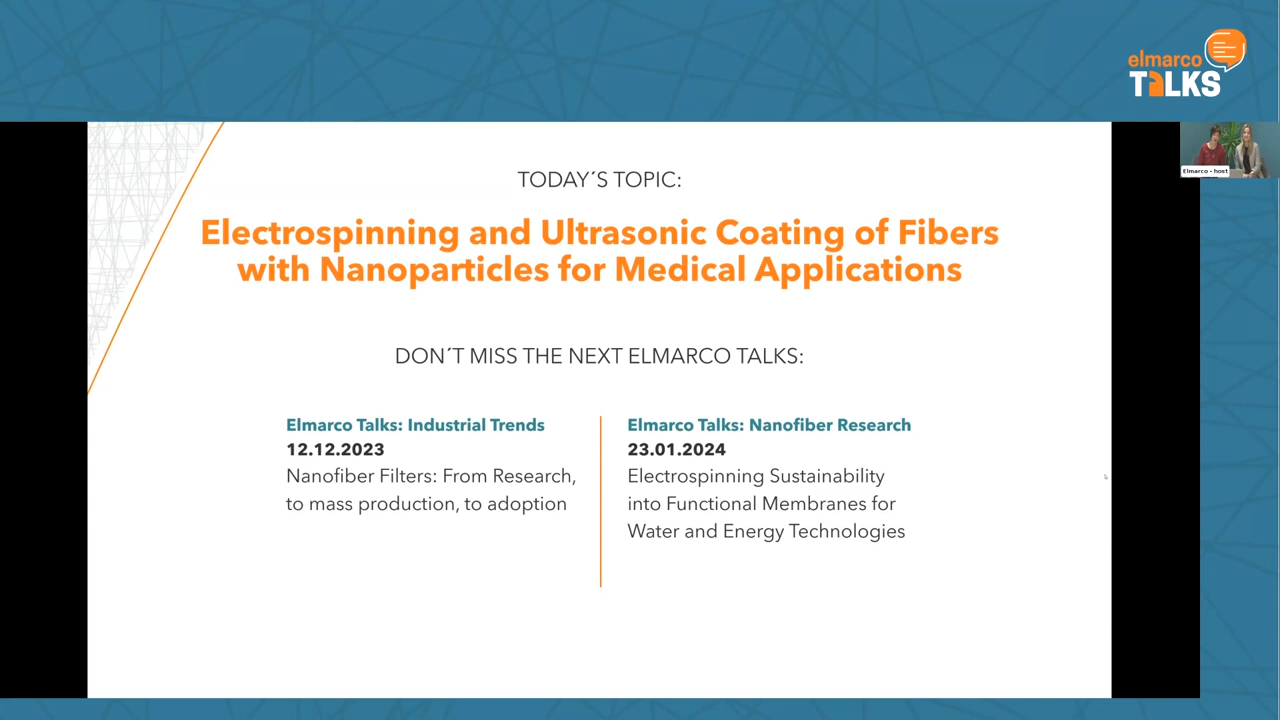 elmarco
TALKS
Elmarco - host
TODAY´S TOPIC:
Electrospinning and Ultrasonic Coating of Fibers
with Nanoparticles for Medical Applications
DON´T MISS THE NEXT ELMARCO TALKS:
Elmarco Talks: Industrial Trends
12.12.2023
Nanofiber Filters: From Research,
to mass production, to adoption
Elmarco Talks: Nanofiber Research
23.01.2024
Electrospinning Sustainability
into Functional Membranes for
Water and Energy Technologies